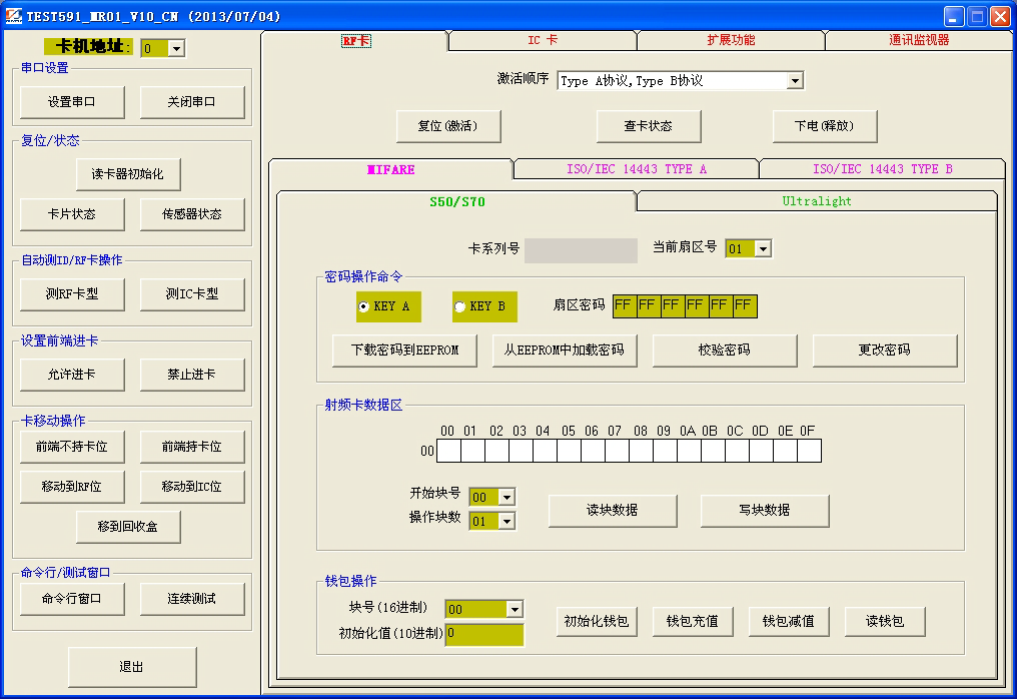 TEST591_MR01_V10_CN (2013/07/04)
卡机地址: 0
串口设置
设置串口 关闭串口
复位/状态
读卡器初始化
卡片状态 传感器状态
自动测ID/RF卡操作
测RF卡型 测IC卡型
设置前端进卡
允许进卡 禁止进卡
卡移动操作
前端不持卡位 前端持卡位
移动到RF位 移动到IC位
移到回收盒
命令行/测试窗口
命令行窗口 连续测试
退出
RF卡 IC 卡 扩展功能 通讯监视器
激活顺序 Type A协议,Type B协议
复位(激活) 查卡状态 下电(释放)
MIFARE ISO/IEC 14443 TYPE A ISO/IEC 14443 TYPE B
S50/S70 Ultralight
卡系列号 当前扇区号 01
密码操作命令
KEY A KEY B 扇区密码 FF FF FF FF FF FF
下载密码到EEPROM 从EEPROM中加载密码 校验密码 更改密码
射频卡数据区
00 01 02 03 04 05 06 07 08 09 0A 0B 0C 0D 0E 0F
00
开始块号 00
操作块数 01
读块数据 写块数据
钱包操作
块号(16进制) 00
初始化值(10进制) 0
初始化钱包 钱包充值 钱包减值 读钱包